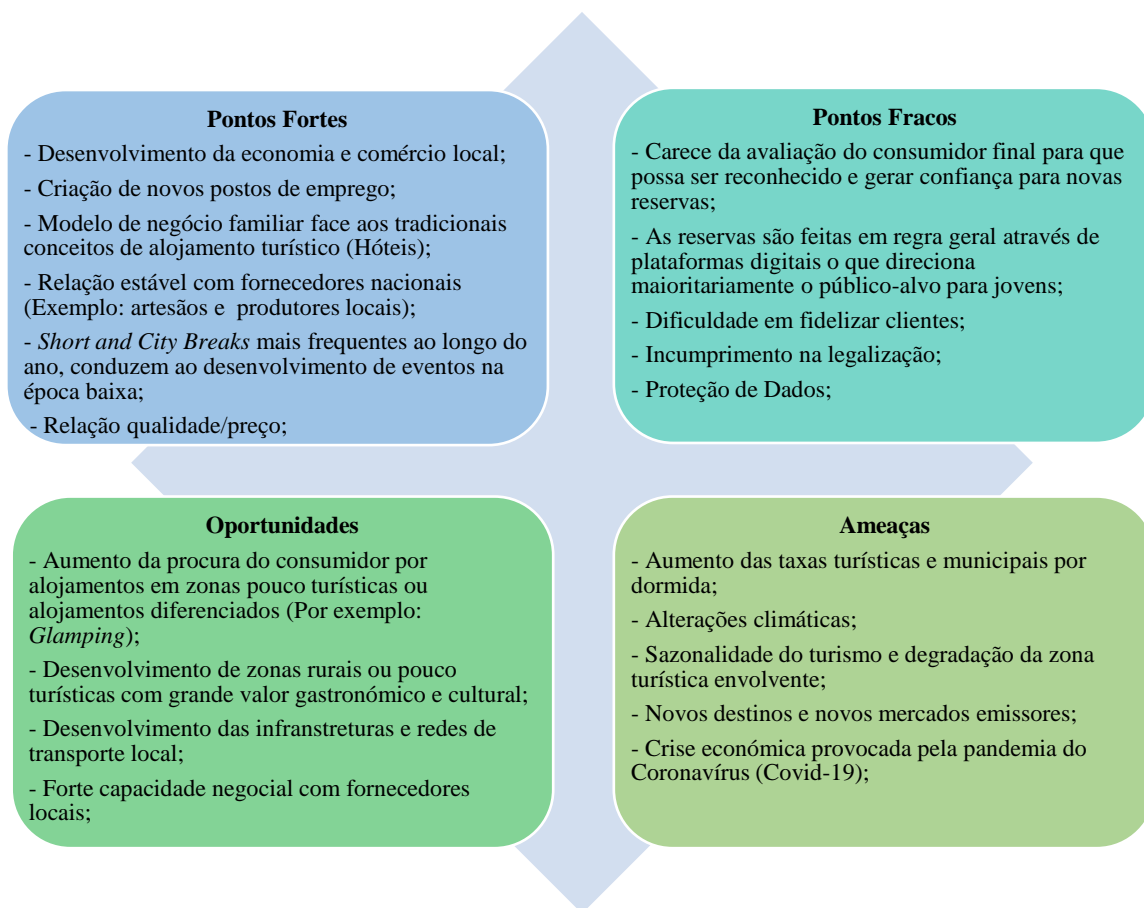 Pontos Fortes
- Desenvolvimento da economia e comércio local;
- Criação de novos postos de emprego;
- Modelo de negócio familiar face aos tradicionais
conceitos de alojamento turístico (Hóteis);
- Relação estável com fornecedores nacionais
(Exemplo: artesãos e produtores locais);
- Short and City Breaks mais frequentes ao longo do
ano, conduzem ao desenvolvimento de eventos na
época baixa;
- Relação qualidade/preço;
Pontos Fracos
- Carece da avaliação do consumidor final para que
possa ser reconhecido e gerar confiança para novas
reservas;
- As reservas são feitas em regra geral através de
plataformas digitais o que direciona
maioritariamente o público-alvo para jovens;
- Dificuldade em fidelizar clientes;
- Incumprimento na legalização;
- Proteção de Dados;
Oportunidades
- Aumento da procura do consumidor por
alojamentos em zonas pouco turísticas ou
alojamentos diferenciados (Por exemplo:
Glamping);
- Desenvolvimento de zonas rurais ou pouco
turísticas com grande valor gastronómico e cultural;
- Desenvolvimento das infranstreturas e redes de
transporte local;
- Forte capacidade negocial com fornecedores
locais;
Ameaças
- Aumento das taxas turísticas e municipais por
dormida;
- Alterações climáticas;
- Sazonalidade do turismo e degradação da zona
turística envolvente;
- Novos destinos e novos mercados emissores;
- Crise económica provocada pela pandemia do
Coronavírus (Covid-19);